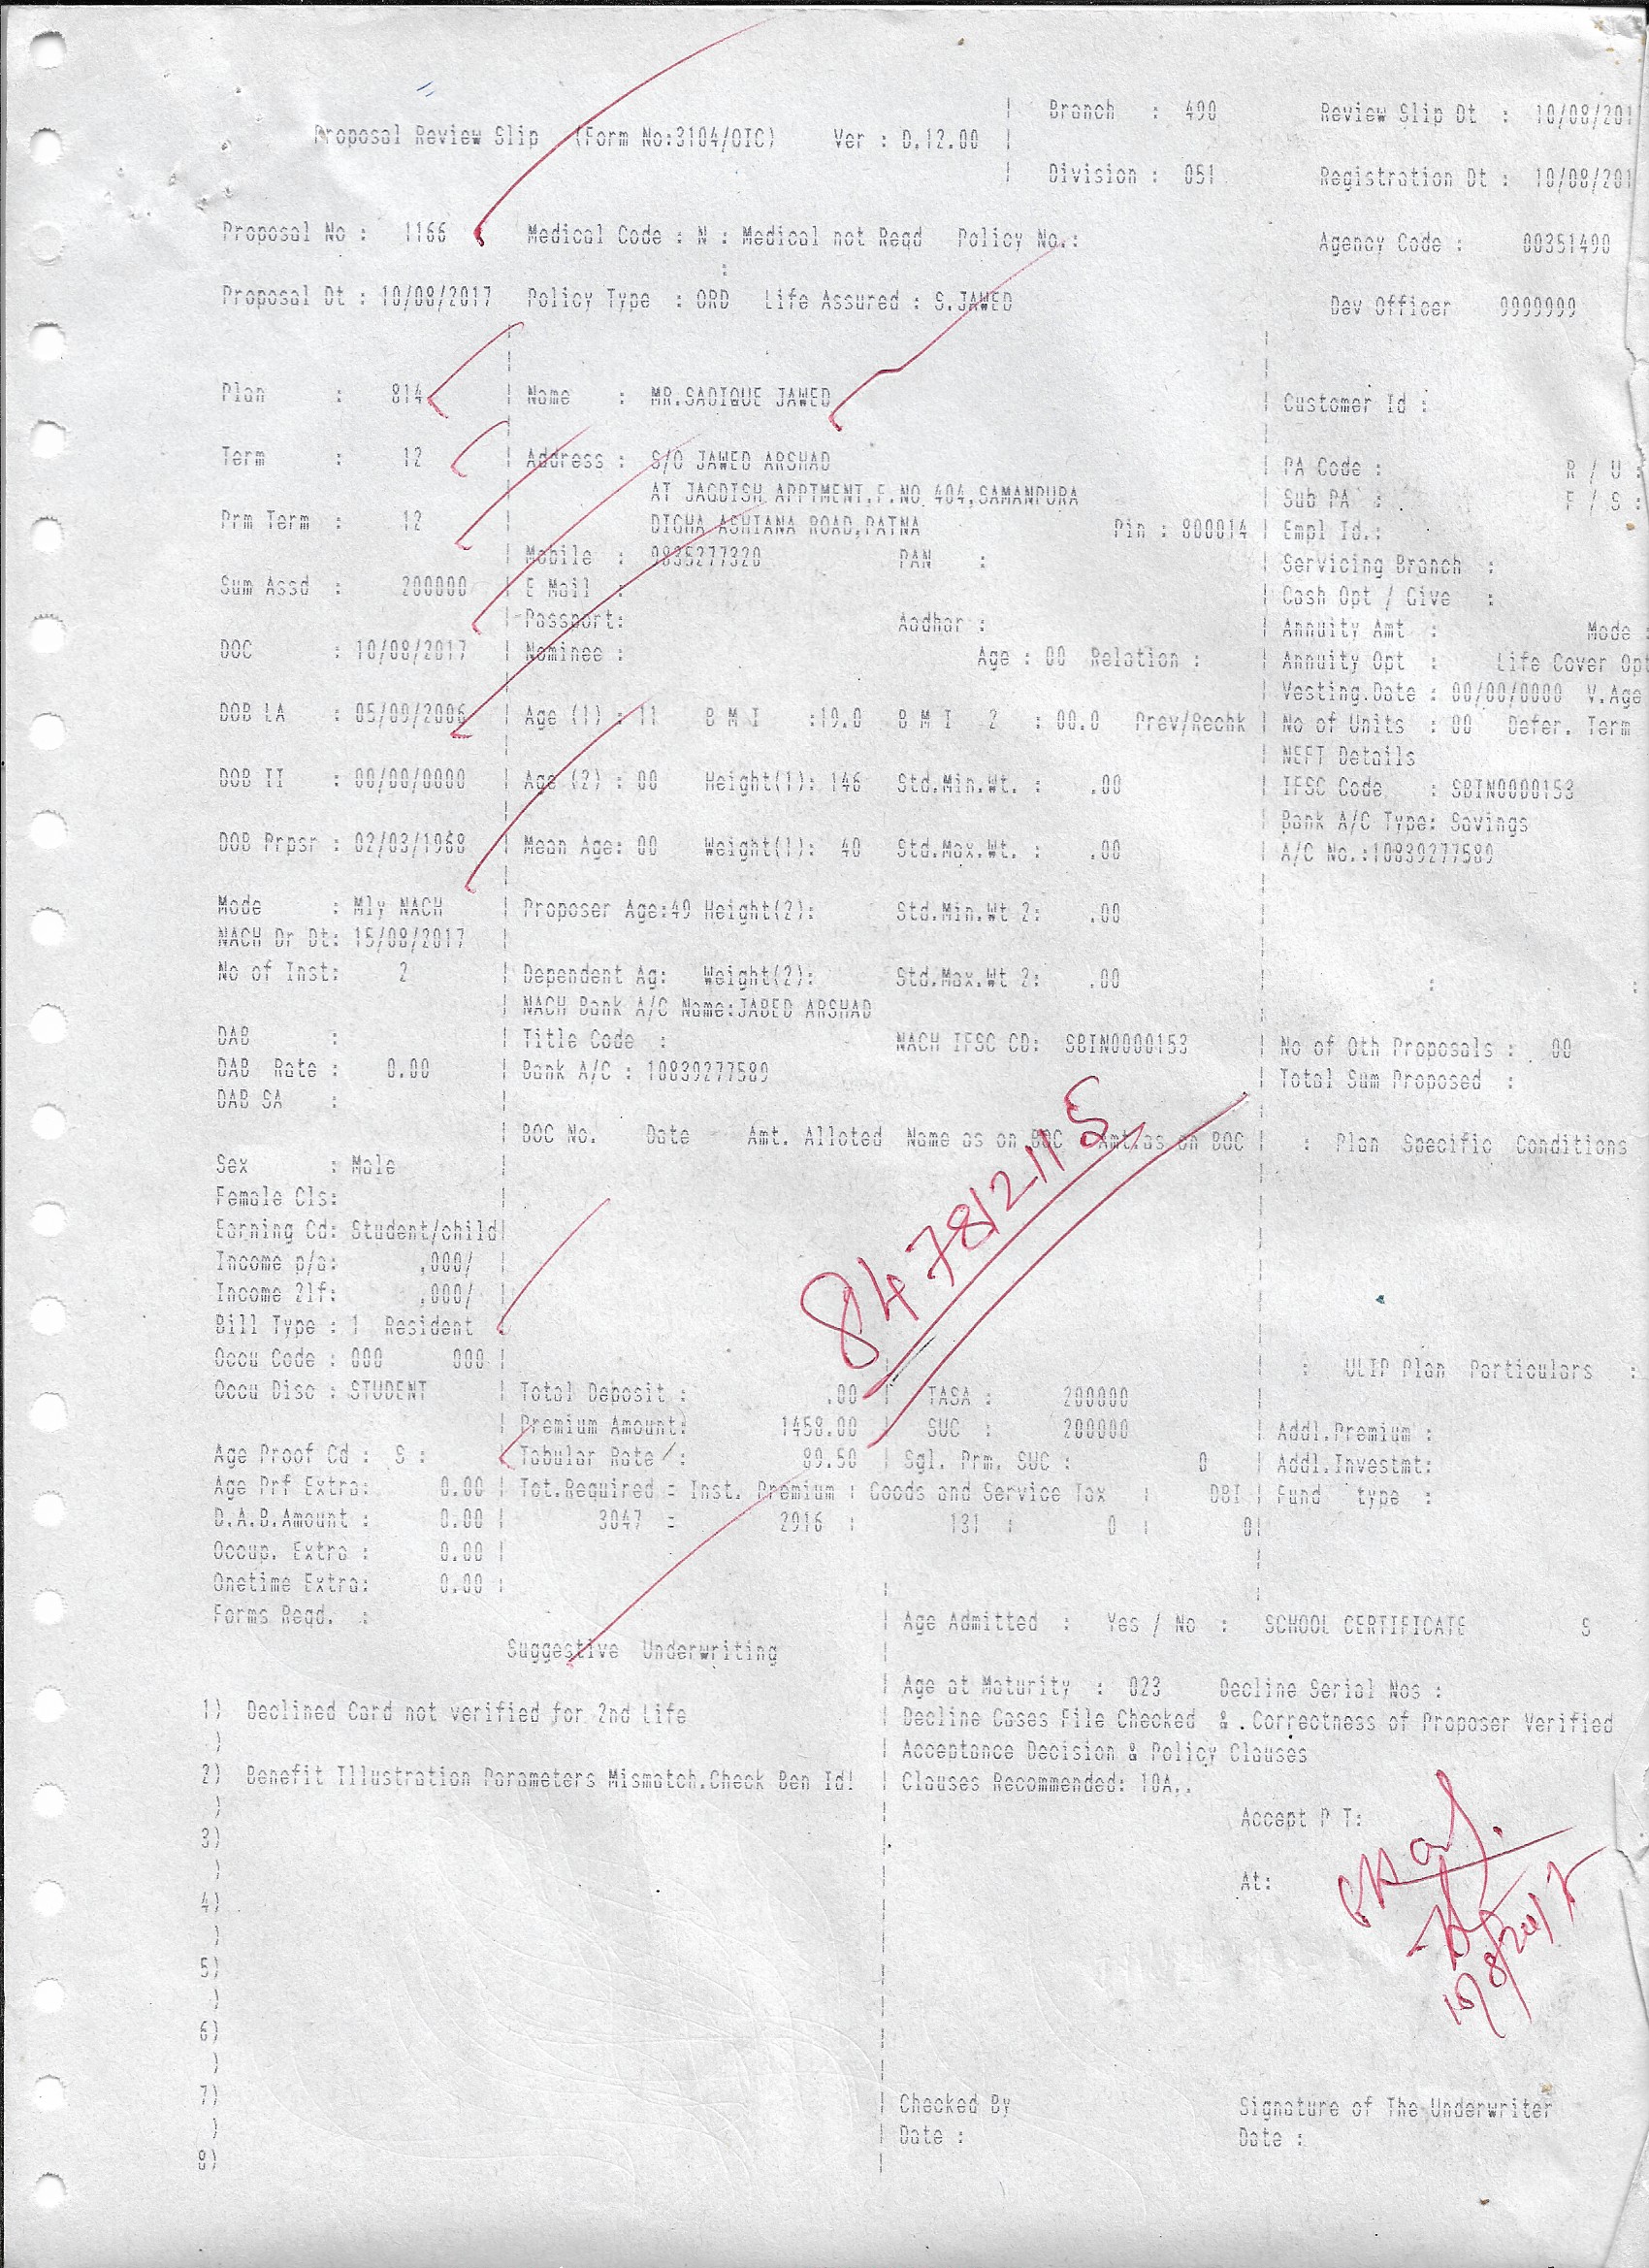 Branch : 490 Review Slip Dt : 10/08/201
Proposal Review Slip (Form No:3104/OIC) Ver : D.12.00
Division : 051 Registration Dt : 10/08/201
Proposal No : 1166 Medical Code : N : Medical not Reqd Policy No.: Agency Code : 00351490
:
Proposal Dt : 10/08/2017 Policy Type : ORD Life Assured : S.JAWED Dev Officer 9999999
Plan : 814 Name : MR.SADIQUE JAWED Customer Id :
Term : 12 Address : S/O JAWED ARSHAD PA Code : R / U :
AT JAGDISH APPTMENT,F.NO 404,SAMANPURA Sub PA : F / S :
Prm Term : 12 DIGHA ASHIANA ROAD,PATNA Pin : 800014 Empl Id.:
Mobile : 9835277320 PAN : Servicing Branch :
Sum Assd : 200000 E Mail : Cash Opt / Give :
Passport: Aadhar : Annuity Amt : Mode :
DOC : 10/08/2017 Nominee : Age : 00 Relation : Annuity Opt : Life Cover Opt
Vesting.Date : 00/00/0000 V.Age
DOB LA : 05/09/2006 Age (1) : 11 B M I :19.0 B M I 2 : 00.0 Prev/Rechk No of Units : 00 Defer. Term
NEFT Details
DOB II : 00/00/0000 Age (2) : 00 Height(1): 146 Std.Min.Wt. : .00 IFSC Code : SBIN0000153
Bank A/C Type: Savings
DOB Prpsr : 02/03/1968 Mean Age: 00 Weight(1): 40 Std.Max.Wt. : .00 A/C No.:10839277589
Mode : Mly NACH Proposer Age:49 Height(2): Std.Min.Wt 2: .00
NACH Dr Dt: 15/08/2017
No of Inst: 2 Dependent Ag: Weight(2): Std.Max.Wt 2: .00 : :
NACH Bank A/C Name:JABED ARSHAD
DAB : Title Code : NACH IFSC CD: SBIN0000153 No of Oth Proposals : 00
DAB Rate : 0.00 Bank A/C : 10839277589 Total Sum Proposed :
DAB SA :
BOC No. Date Amt. Alloted Name as on BOC Amt.as on BOC : Plan Specific Conditions
Sex : Male
Female Cls:
Earning Cd: Student/child
Income p/a: ,000/
Income 2lf: ,000/
847812115
Bill Type : 1 Resident
Occu Code : 000 000 : ULIP Plan Particulars :
Occu Disc : STUDENT Total Deposit : .00 TASA : 200000
Premium Amount: 1458.00 SUC : 200000 Addl.Premium :
Age Proof Cd : S : Tabular Rate : 89.50 Sgl. Prm. SUC : 0 Addl.Investmt:
Age Prf Extra: 0.00 Tot.Required = Inst. Premium : Goods and Service Tax : DBI Fund type :
D.A.B.Amount : 0.00 3047 = 2916 : 131 : 0 : 0
Occup. Extra : 0.00
Onetime Extra: 0.00
Forms Reqd. : Age Admitted : Yes / No : SCHOOL CERTIFICATE S
Suggestive Underwriting
Age at Maturity : 023 Decline Serial Nos :
1) Declined Card not verified for 2nd Life Decline Cases File Checked & .Correctness of Proposer Verified
) Acceptance Decision & Policy Clauses
2) Benefit Illustration Parameters Mismatch.Check Ben Id! Clauses Recommended: 10A,.
) Accept P T:
3)
)
At:
4)
)
10/8/2017
5)
)
6)
)
7) Checked By Signature of The Underwriter
) Date : Date :
8)